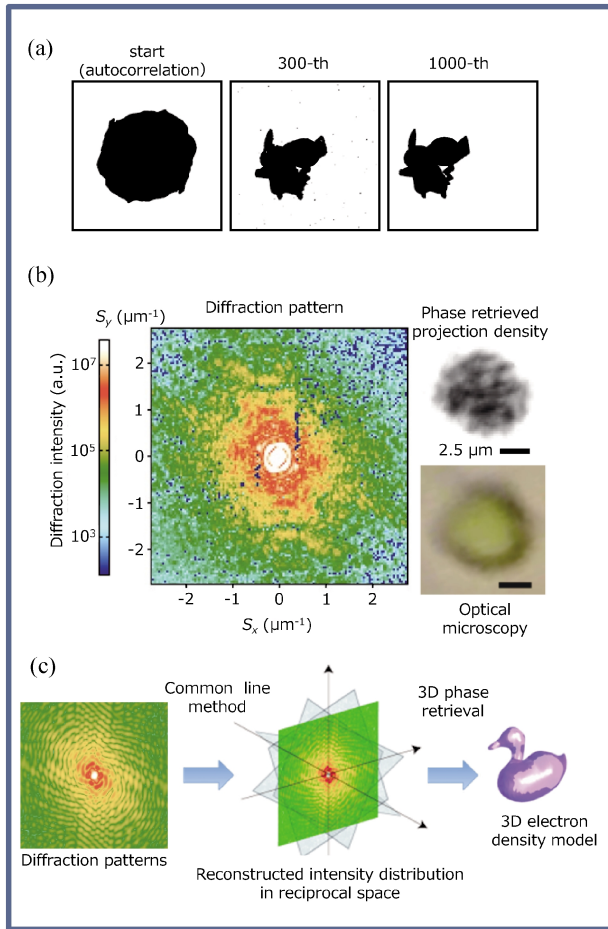 (a)
start
(autocorrelation)
300-th
1000-th
(b)
Sy (μm⁻¹)
Diffraction pattern
Phase retrieved
projection density
Diffraction intensity (a.u.)
10⁷
10⁵
10³
2
1
0
-1
-2
-2 -1 0 1 2
Sx (μm⁻¹)
2.5 μm
Optical
microscopy
(c)
Common line
method
3D phase
retrieval
Diffraction patterns
Reconstructed intensity distribution
in reciprocal space
3D electron
density model